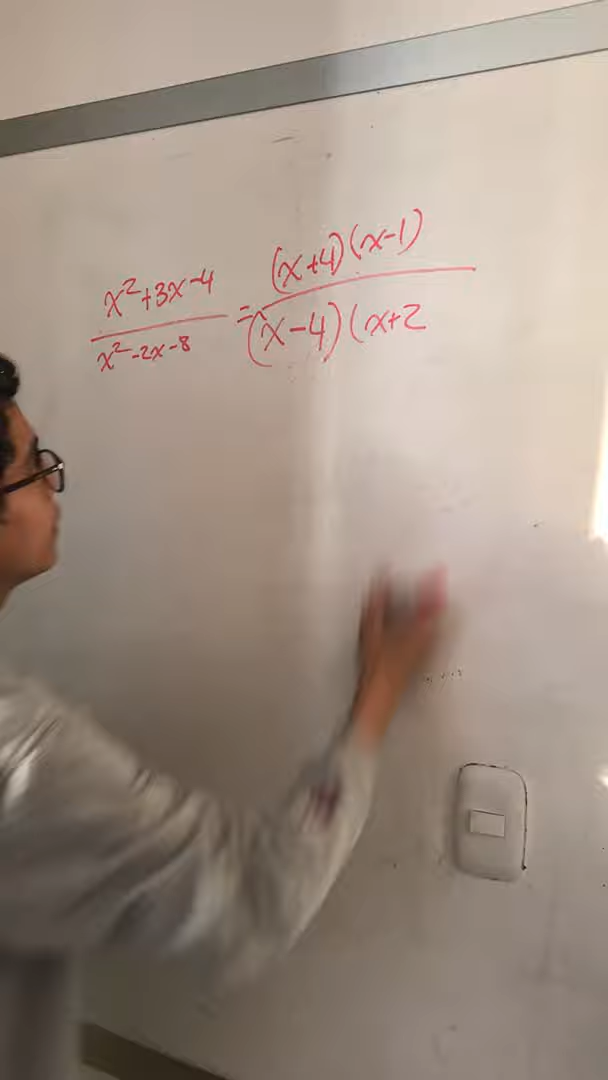 x²+3x-4 / x²-2x-8 = (x+4)(x-1) / (x-4)(x+2